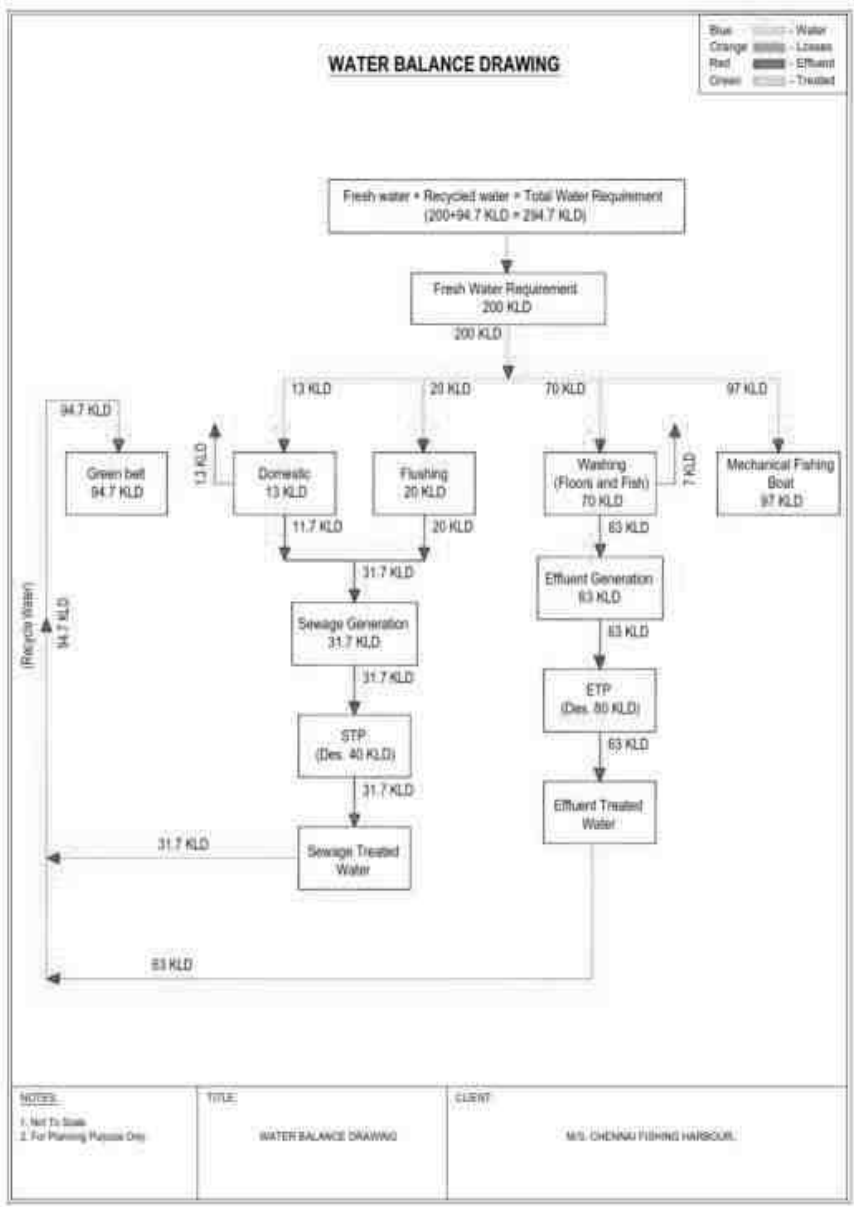 Blue - Water
Orange - Losses
Red - Effluent
Green - Treated
WATER BALANCE DRAWING
Fresh water + Recycled water = Total Water Requirement
(200+94.7 KLD = 294.7 KLD)
Fresh Water Requirement
200 KLD
200 KLD
13 KLD
20 KLD
70 KLD
97 KLD
94.7 KLD
Green belt
94.7 KLD
1.3 KLD
Domestic
13 KLD
Flushing
20 KLD
Washing
(Floors and Fish)
70 KLD
7 KLD
Mechanical Fishing
Boat
97 KLD
11.7 KLD
20 KLD
63 KLD
31.7 KLD
Effluent Generation
63 KLD
Sewage Generation
31.7 KLD
63 KLD
(Recycle Water)
94.7 KLD
31.7 KLD
ETP
(Des. 80 KLD)
STP
(Des. 40 KLD)
63 KLD
31.7 KLD
Effluent Treated
Water
31.7 KLD
Sewage Treated
Water
63 KLD
NOTES:
1. Not To Scale
2. For Planning Purpose Only
TITLE:
WATER BALANCE DRAWING
CLIENT:
M/S. CHENNAI FISHING HARBOUR.